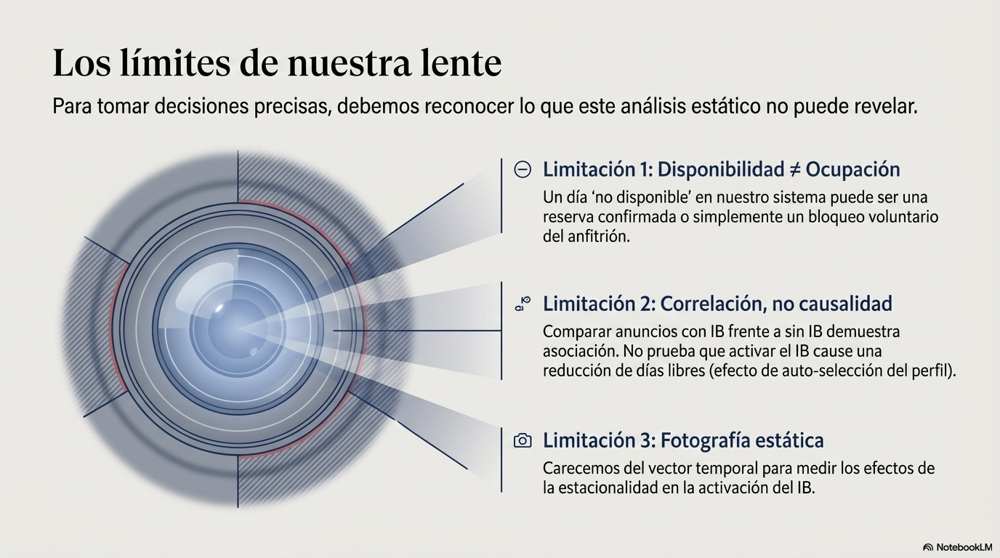 Los límites de nuestra lente
Para tomar decisiones precisas, debemos reconocer lo que este análisis estático no puede revelar.
Limitación 1: Disponibilidad ≠ Ocupación
Un día ‘no disponible’ en nuestro sistema puede ser una
reserva confirmada o simplemente un bloqueo voluntario
del anfitrión.
Limitación 2: Correlación, no causalidad
Comparar anuncios con IB frente a sin IB demuestra
asociación. No prueba que activar el IB cause una
reducción de días libres (efecto de auto-selección del perfil).
Limitación 3: Fotografía estática
Carecemos del vector temporal para medir los efectos de
la estacionalidad en la activación del IB.
NotebookLM